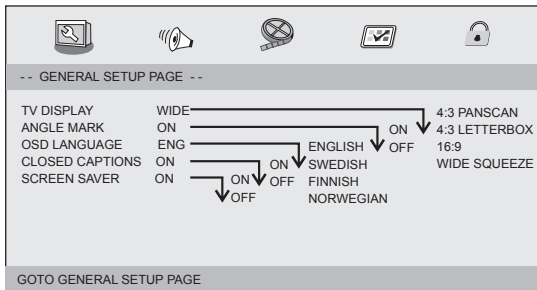 - - GENERAL SETUP PAGE - -
TV DISPLAY WIDE 4:3 PANSCAN
ANGLE MARK ON ON 4:3 LETTERBOX
OSD LANGUAGE ENG ENGLISH OFF 16:9
CLOSED CAPTIONS ON ON SWEDISH WIDE SQUEEZE
SCREEN SAVER ON ON OFF FINNISH
OFF NORWEGIAN
GOTO GENERAL SETUP PAGE